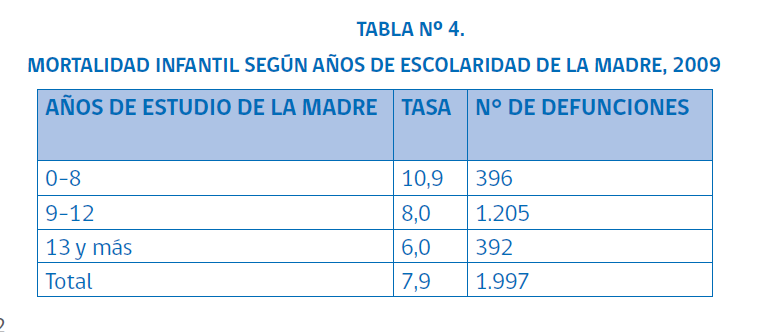 TABLA Nº 4.
MORTALIDAD INFANTIL SEGÚN AÑOS DE ESCOLARIDAD DE LA MADRE, 2009
AÑOS DE ESTUDIO DE LA MADRE TASA N° DE DEFUNCIONES
0-8 10,9 396
9-12 8,0 1.205
13 y más 6,0 392
Total 7,9 1.997